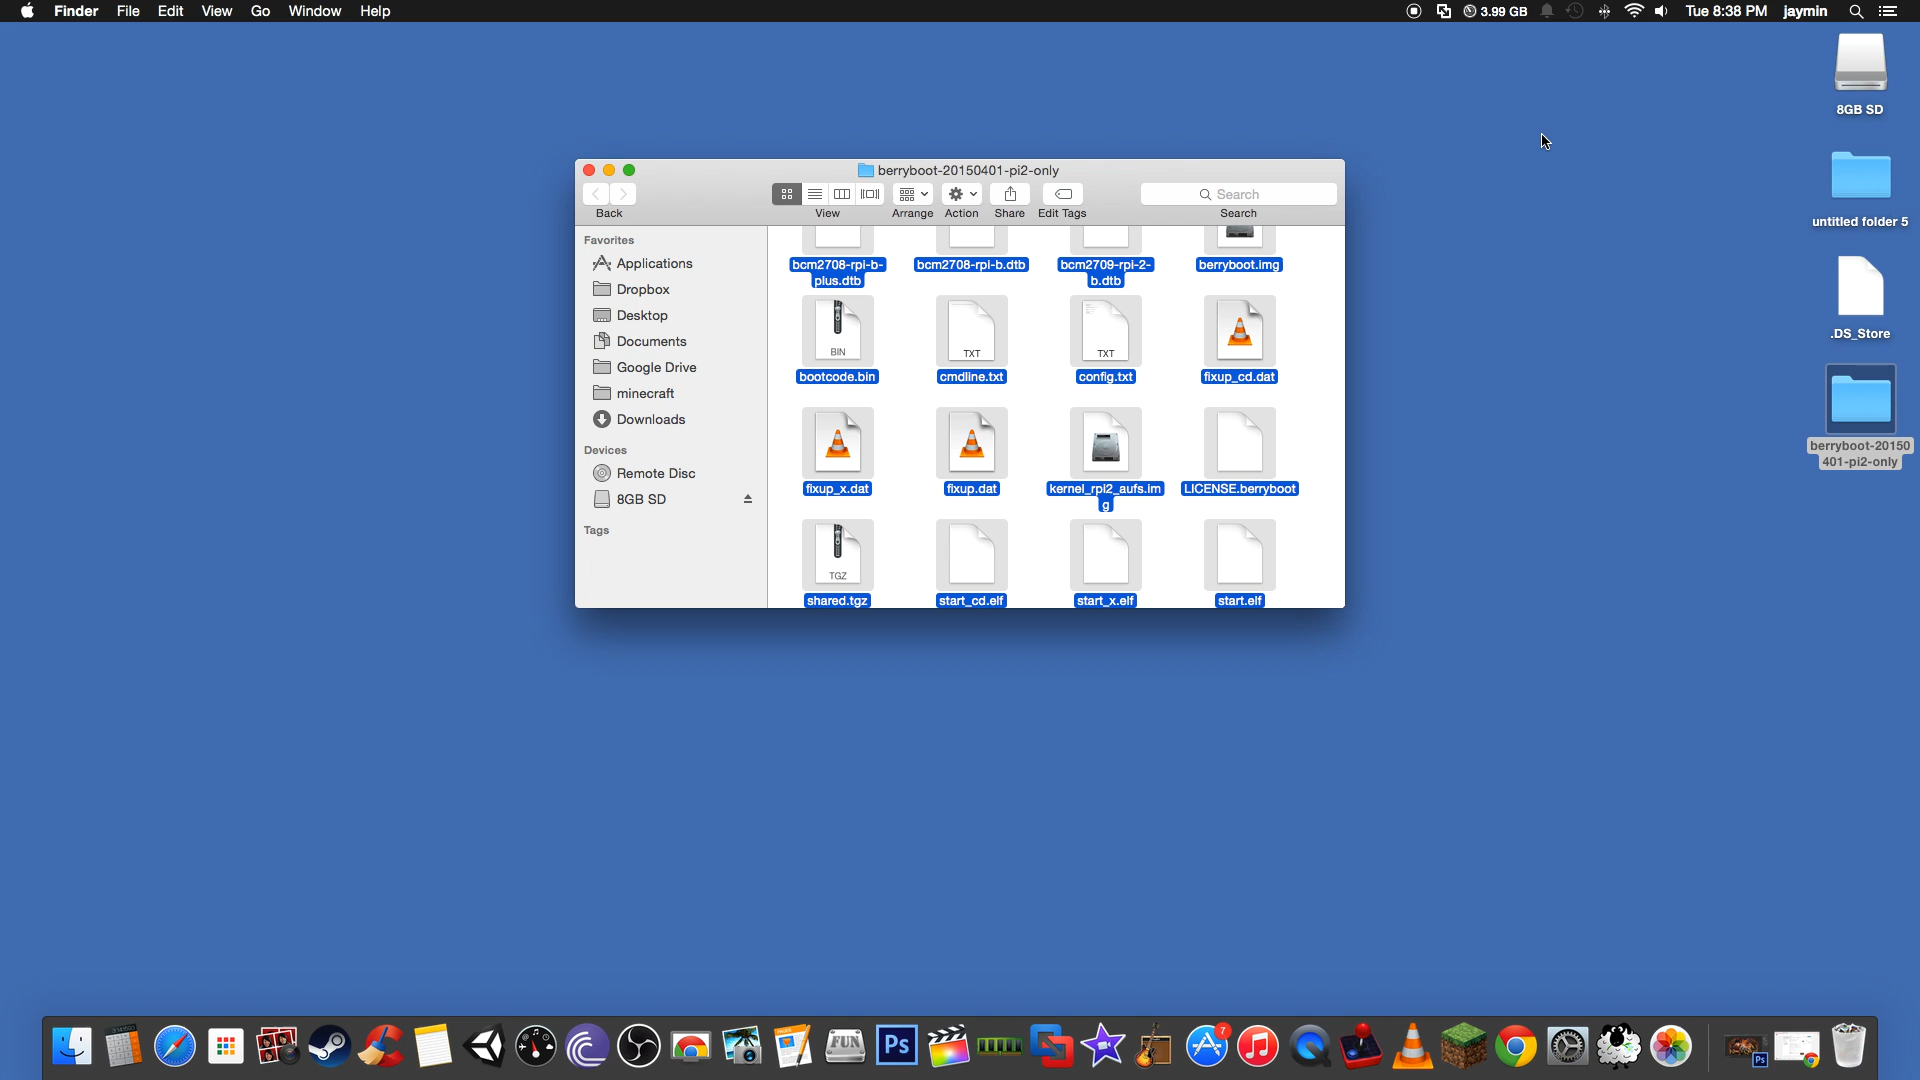 Finder File Edit View Go Window Help
3.99 GB Tue 8:38 PM jaymin
8GB SD
untitled folder 5
.DS_Store
berryboot-20150
401-pi2-only
berryboot-20150401-pi2-only
Search
Back View Arrange Action Share Edit Tags Search
Favorites
Applications
Dropbox
Desktop
Documents
Google Drive
minecraft
Downloads
Devices
Remote Disc
8GB SD
Tags
bcm2708-rpi-b-
plus.dtb
bcm2708-rpi-b.dtb
bcm2709-rpi-2-
b.dtb
berryboot.img
BIN
bootcode.bin
TXT
cmdline.txt
TXT
config.txt
fixup_cd.dat
fixup_x.dat
fixup.dat
kernel_rpi2_aufs.im
g
LICENSE.berryboot
TGZ
shared.tgz
start_cd.elf
start_x.elf
start.elf
FUN
Ps
7
Ps